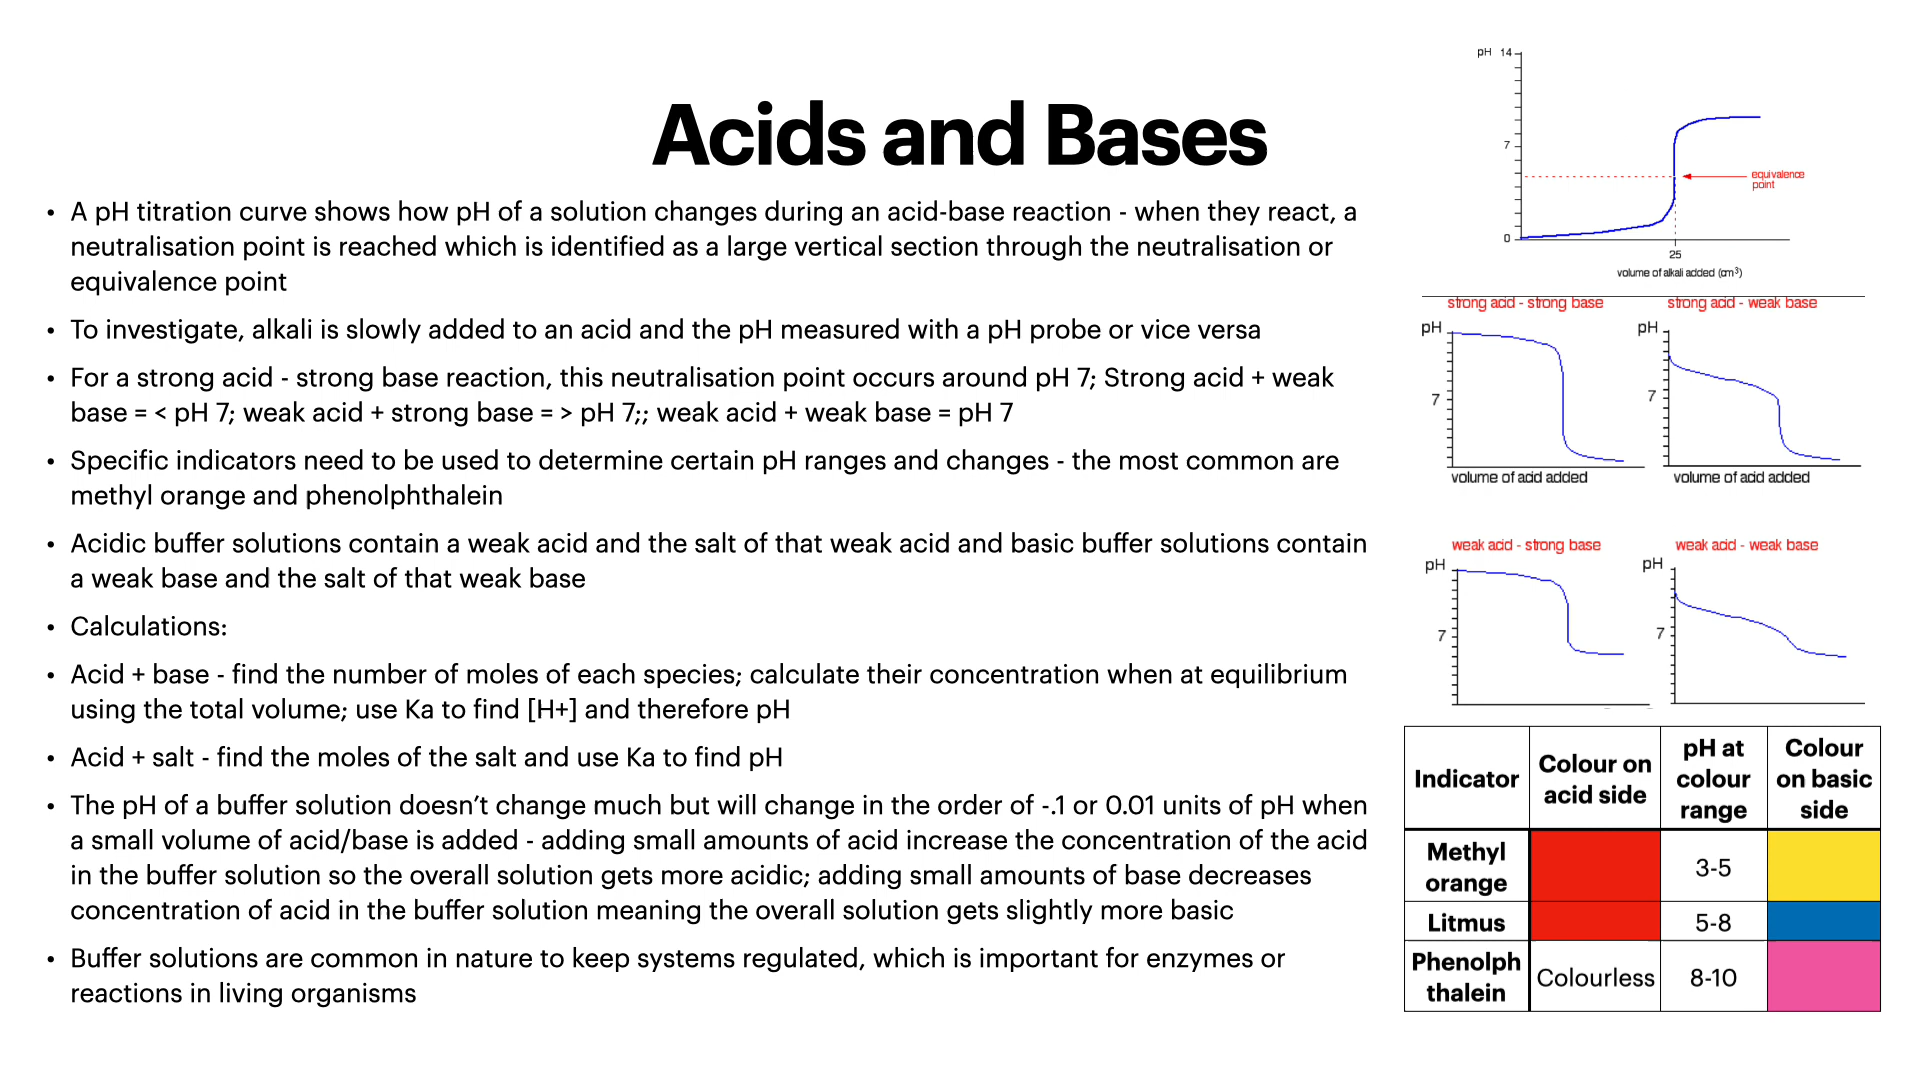 Acids and Bases
• A pH titration curve shows how pH of a solution changes during an acid-base reaction - when they react, a
neutralisation point is reached which is identified as a large vertical section through the neutralisation or
equivalence point
• To investigate, alkali is slowly added to an acid and the pH measured with a pH probe or vice versa
• For a strong acid - strong base reaction, this neutralisation point occurs around pH 7; Strong acid + weak
base = < pH 7; weak acid + strong base = > pH 7;; weak acid + weak base = pH 7
• Specific indicators need to be used to determine certain pH ranges and changes - the most common are
methyl orange and phenolphthalein
• Acidic buffer solutions contain a weak acid and the salt of that weak acid and basic buffer solutions contain
a weak base and the salt of that weak base
• Calculations:
• Acid + base - find the number of moles of each species; calculate their concentration when at equilibrium
using the total volume; use Ka to find [H+] and therefore pH
• Acid + salt - find the moles of the salt and use Ka to find pH
• The pH of a buffer solution doesn’t change much but will change in the order of -.1 or 0.01 units of pH when
a small volume of acid/base is added - adding small amounts of acid increase the concentration of the acid
in the buffer solution so the overall solution gets more acidic; adding small amounts of base decreases
concentration of acid in the buffer solution meaning the overall solution gets slightly more basic
• Buffer solutions are common in nature to keep systems regulated, which is important for enzymes or
reactions in living organisms
pH 14
7
equivalence
point
0
25
volume of alkali added (cm³)
strong acid - strong base
pH
7
volume of acid added
strong acid - weak base
pH
7
volume of acid added
weak acid - strong base
pH
7
weak acid - weak base
pH
7
Indicator
Colour on
acid side
pH at
colour
range
Colour
on basic
side
Methyl
orange
3-5
Litmus
5-8
Phenolph
thalein
Colourless
8-10